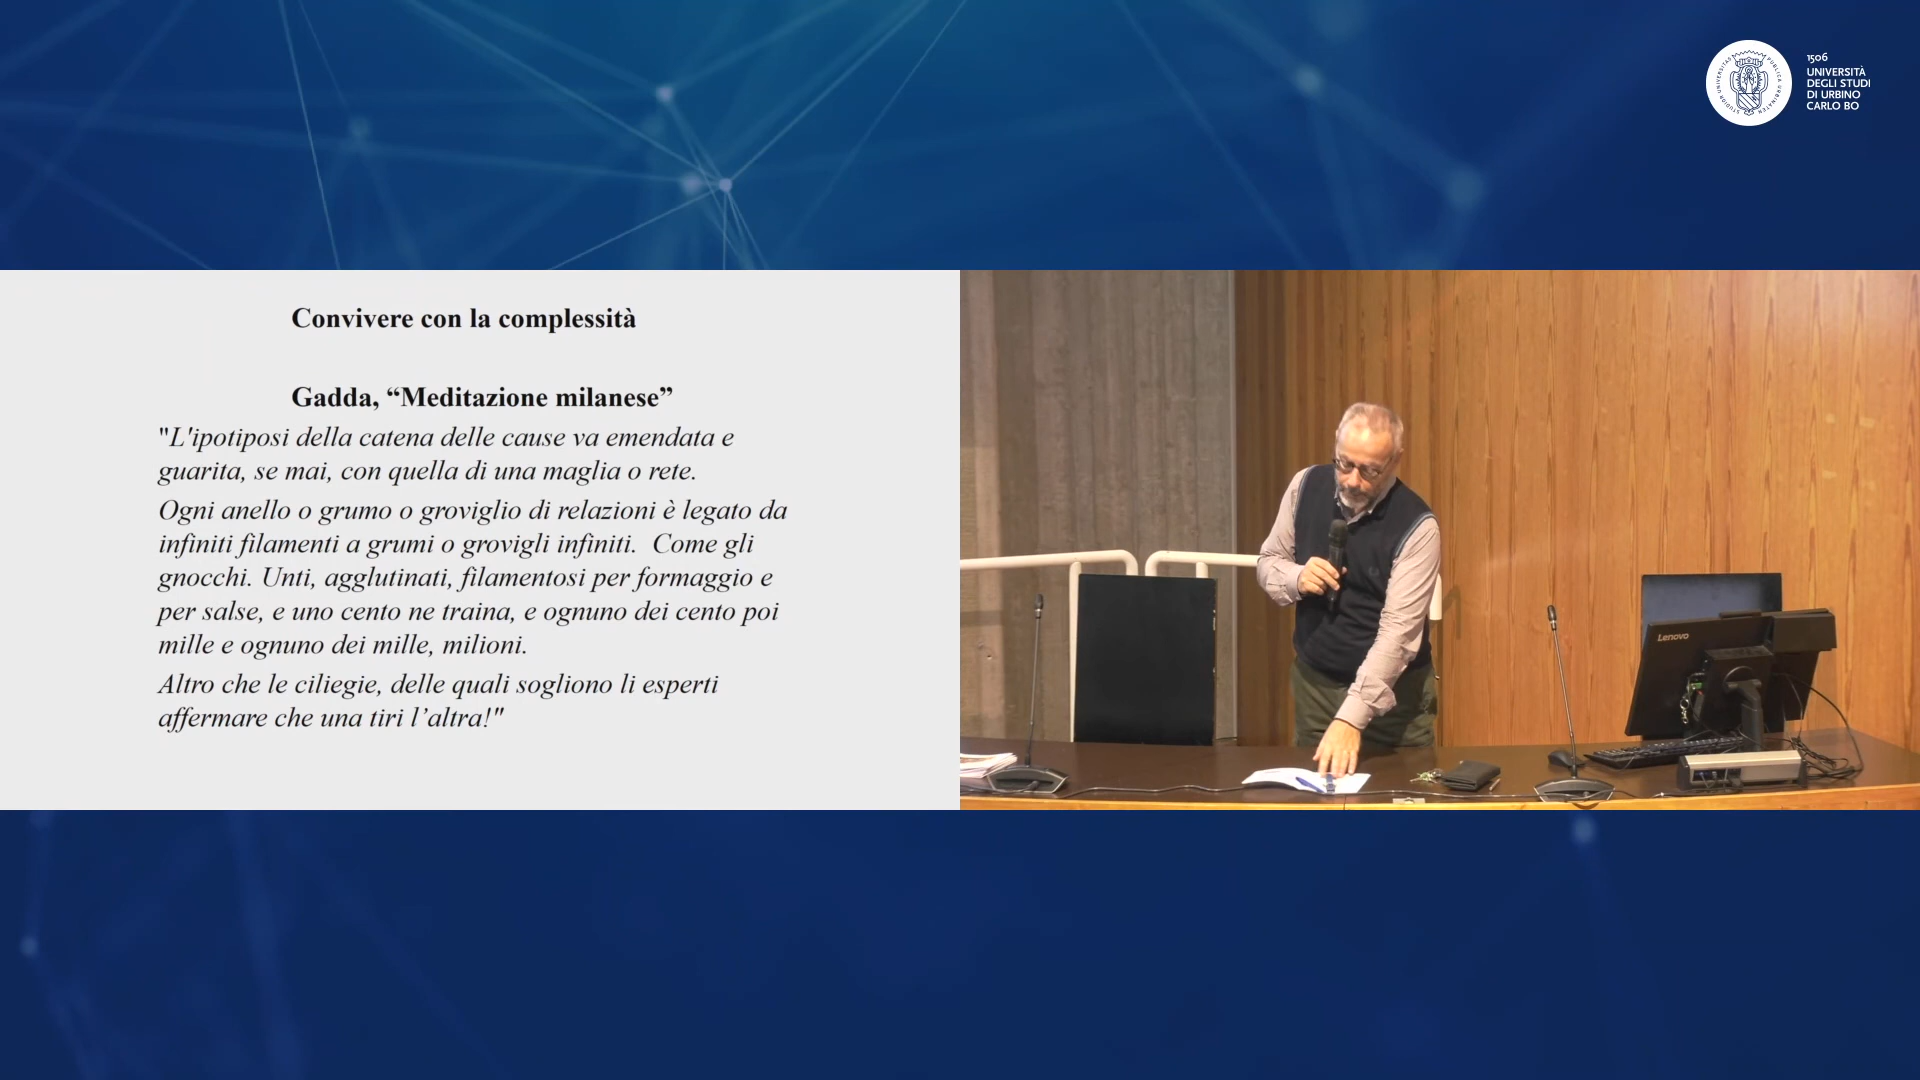 1506
UNIVERSITÀ
DEGLI STUDI
DI URBINO
CARLO BO
Convivere con la complessità
Gadda, “Meditazione milanese”
"L'ipotiposi della catena delle cause va emendata e
guarita, se mai, con quella di una maglia o rete.
Ogni anello o grumo o groviglio di relazioni è legato da
infiniti filamenti a grumi o grovigli infiniti.  Come gli
gnocchi. Unti, agglutinati, filamentosi per formaggio e
per salse, e uno cento ne traina, e ognuno dei cento poi
mille e ognuno dei mille, milioni.
Altro che le ciliegie, delle quali sogliono li esperti
affermare che una tiri l’altra!"
Lenovo